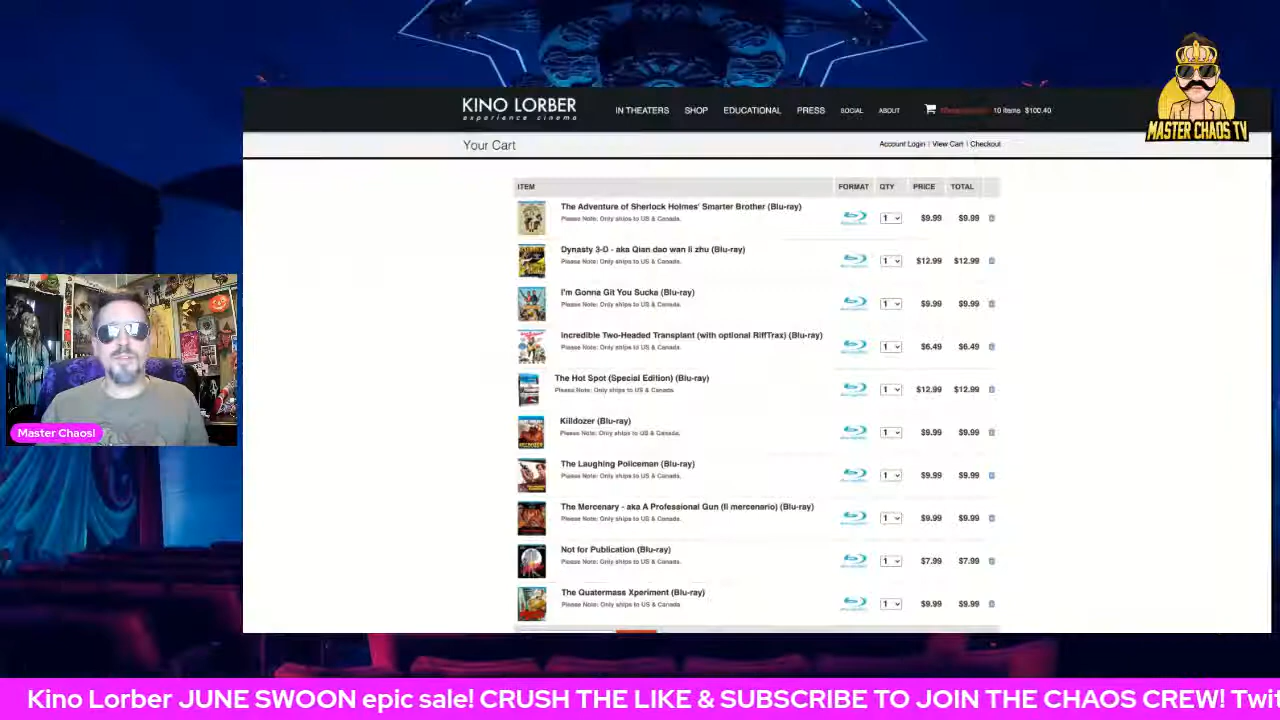 MASTER CHAOS TV
KINO LORBER
experience cinema
IN THEATERS SHOP EDUCATIONAL PRESS SOCIAL ABOUT 10 items $100.40
Your Cart
Account Login | View Cart | Checkout
ITEM FORMAT QTY PRICE TOTAL
The Adventure of Sherlock Holmes' Smarter Brother (Blu-ray)
Please Note: Only ships to US & Canada.
1 $9.99 $9.99
Dynasty 3-D - aka Qian dao wan li zhu (Blu-ray)
Please Note: Only ships to US & Canada.
1 $12.99 $12.99
I'm Gonna Git You Sucka (Blu-ray)
Please Note: Only ships to US & Canada.
1 $9.99 $9.99
Incredible Two-Headed Transplant (with optional RiffTrax) (Blu-ray)
Please Note: Only ships to US & Canada.
1 $6.49 $6.49
The Hot Spot (Special Edition) (Blu-ray)
Please Note: Only ships to US & Canada.
1 $12.99 $12.99
Killdozer (Blu-ray)
Please Note: Only ships to US & Canada.
1 $9.99 $9.99
The Laughing Policeman (Blu-ray)
Please Note: Only ships to US & Canada.
1 $9.99 $9.99
The Mercenary - aka A Professional Gun (Il mercenario) (Blu-ray)
Please Note: Only ships to US & Canada.
1 $9.99 $9.99
Not for Publication (Blu-ray)
Please Note: Only ships to US & Canada.
1 $7.99 $7.99
The Quatermass Xperiment (Blu-ray)
Please Note: Only ships to US & Canada.
1 $9.99 $9.99
Master Chaos!
Kino Lorber JUNE SWOON epic sale! CRUSH THE LIKE & SUBSCRIBE TO JOIN THE CHAOS CREW! Twit